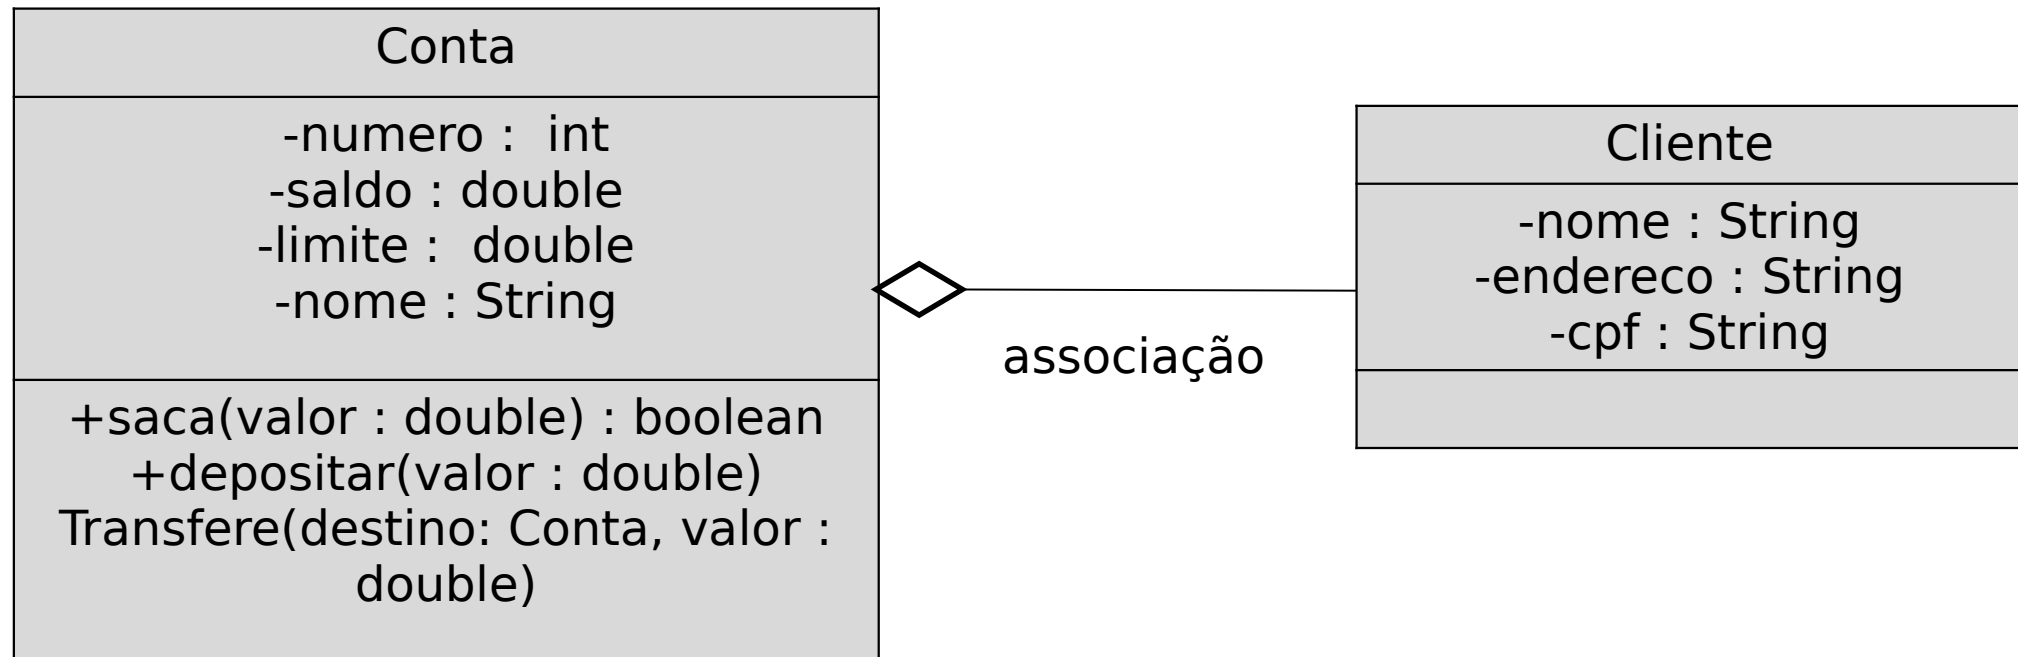 Conta
-numero :  int
-saldo : double
-limite :  double
-nome : String
+saca(valor : double) : boolean
+depositar(valor : double)
Transfere(destino: Conta, valor :
double)
associação
Cliente
-nome : String
-endereco : String
-cpf : String